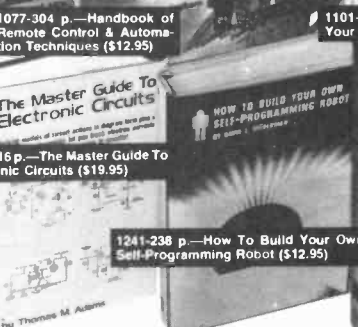 1077-304 p.—Handbook of
Remote Control & Automa-
tion Techniques ($12.95)
1101-
Your
The Master Guide To
Electronic Circuits
HOW TO BUILD YOUR OWN
SELF-PROGRAMMING ROBOT
16 p.—The Master Guide To
nic Circuits ($19.95)
1241-238 p.—How To Build Your Own
Self-Programming Robot ($12.95)
by Thomas M. Adams